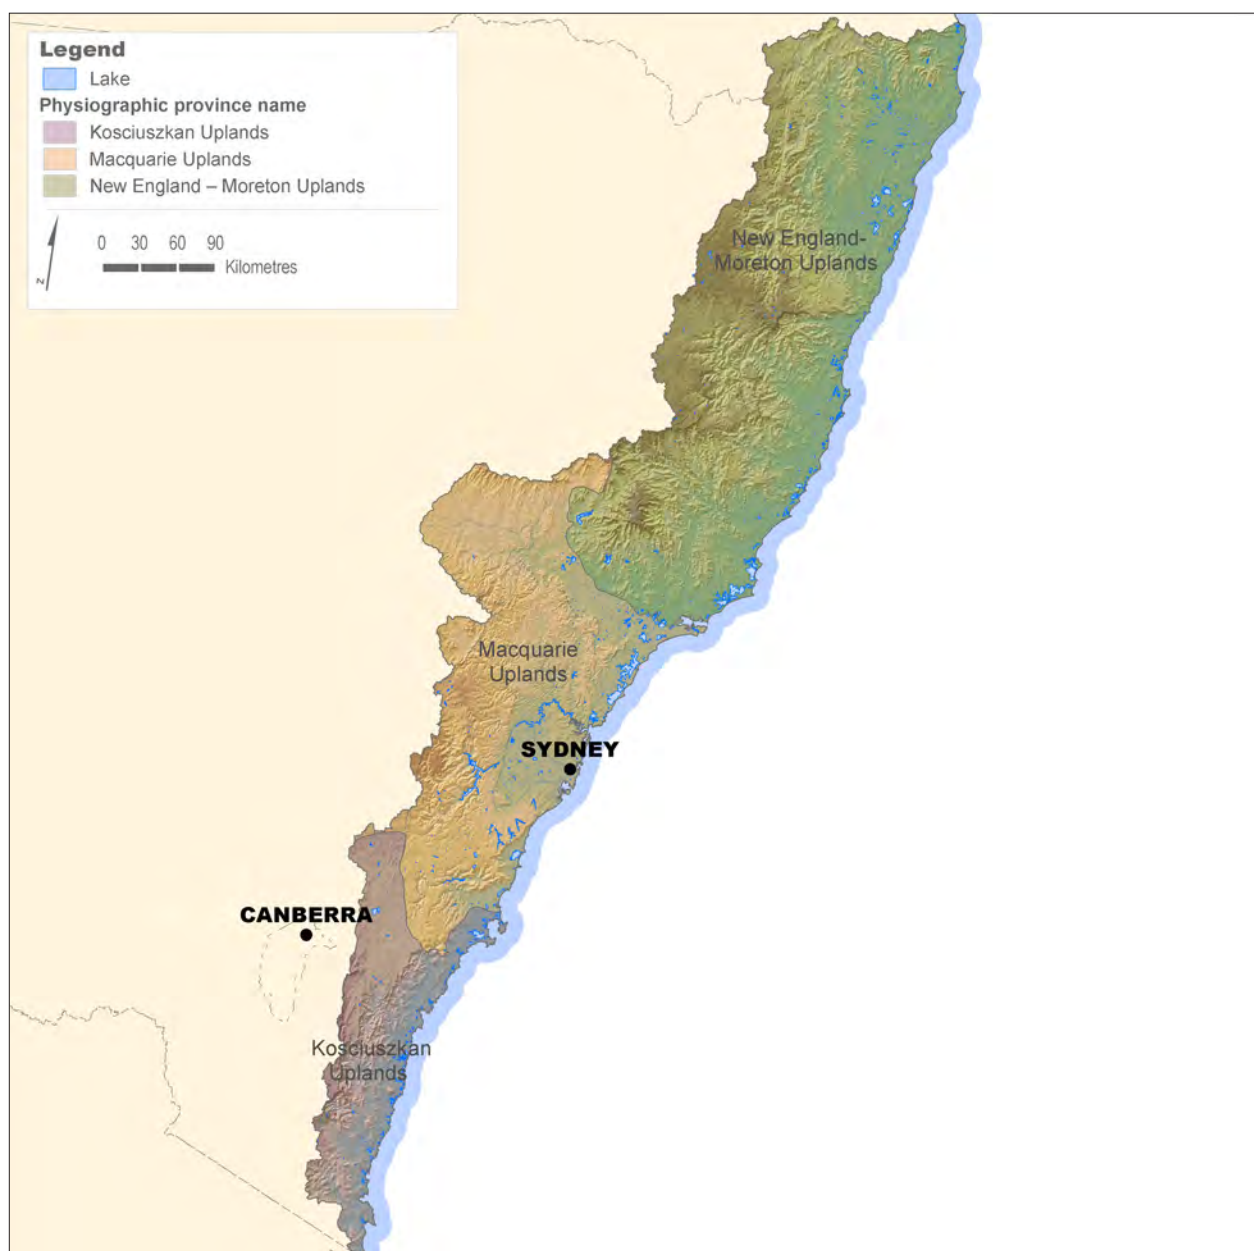 Legend
Lake
Physiographic province name
Kosciuszkan Uplands
Macquarie Uplands
New England – Moreton Uplands
N
0 30 60 90
Kilometres
New England-
Moreton Uplands
Macquarie
Uplands
SYDNEY
CANBERRA
Kosciuszkan
Uplands